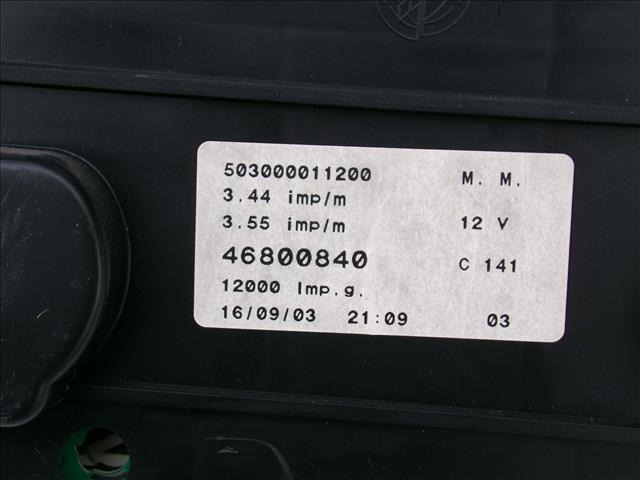 503000011200 M. M.
3.44 imp/m
3.55 imp/m 12 V
46800840 C 141
12000 Imp.g.
16/09/03 21:09 03